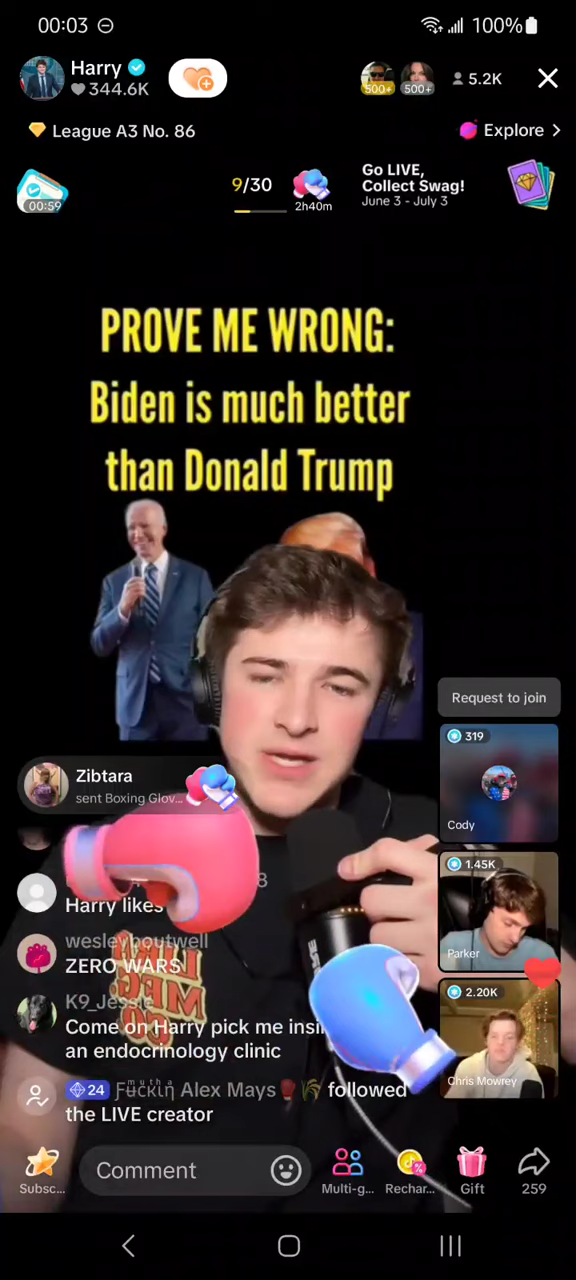 00:03
100%
Harry
344.6K
500+
500+
5.2K
League A3 No. 86
Explore
00:59
9/30
2h40m
Go LIVE,
Collect Swag!
June 3 - July 3
PROVE ME WRONG:
Biden is much better
than Donald Trump
Request to join
319
Cody
Zibtara
sent Boxing Glov...
1.45K
Parker
8
Harry likes
wesleyboutwell
ZERO WARS
2.20K
Chris Mowrey
K9_Jessie
Come on Harry pick me insi
an endocrinology clinic
24
Alex Mays followed
the LIVE creator
Subsc...
Comment
Multi-g...
Rechar...
Gift
259